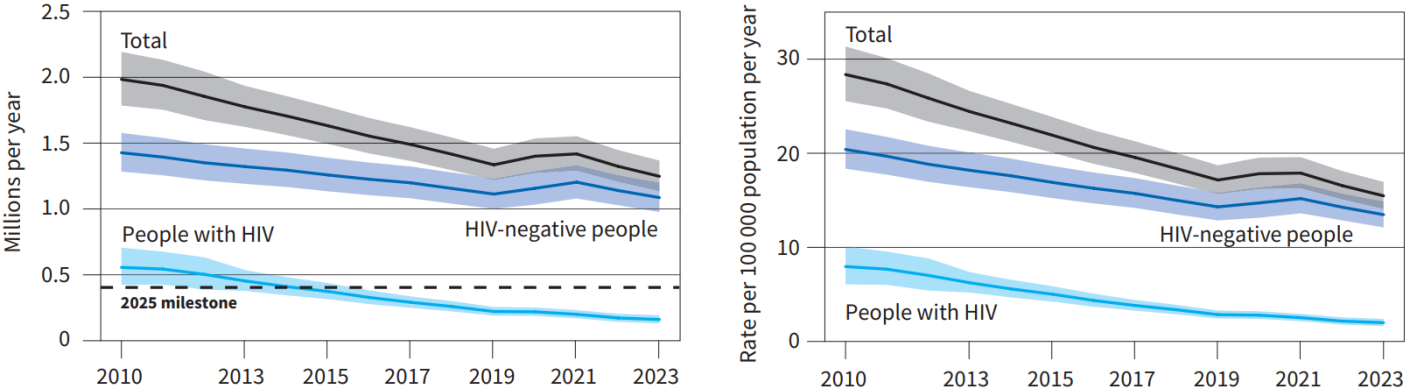 Millions per year
2.5
2.0
1.5
1.0
0.5
0
Total
HIV-negative people
People with HIV
2025 milestone
2010 2013 2015 2017 2019 2021 2023
Rate per 100 000 population per year
30
20
10
0
Total
HIV-negative people
People with HIV
2010 2013 2015 2017 2019 2021 2023